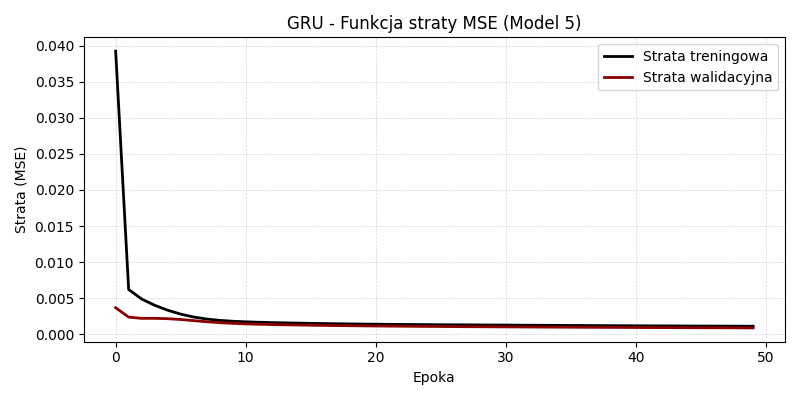 GRU - Funkcja straty MSE (Model 5)
Strata treningowa
Strata walidacyjna
Strata (MSE)
0.040
0.035
0.030
0.025
0.020
0.015
0.010
0.005
0.000
0 10 20 30 40 50
Epoka